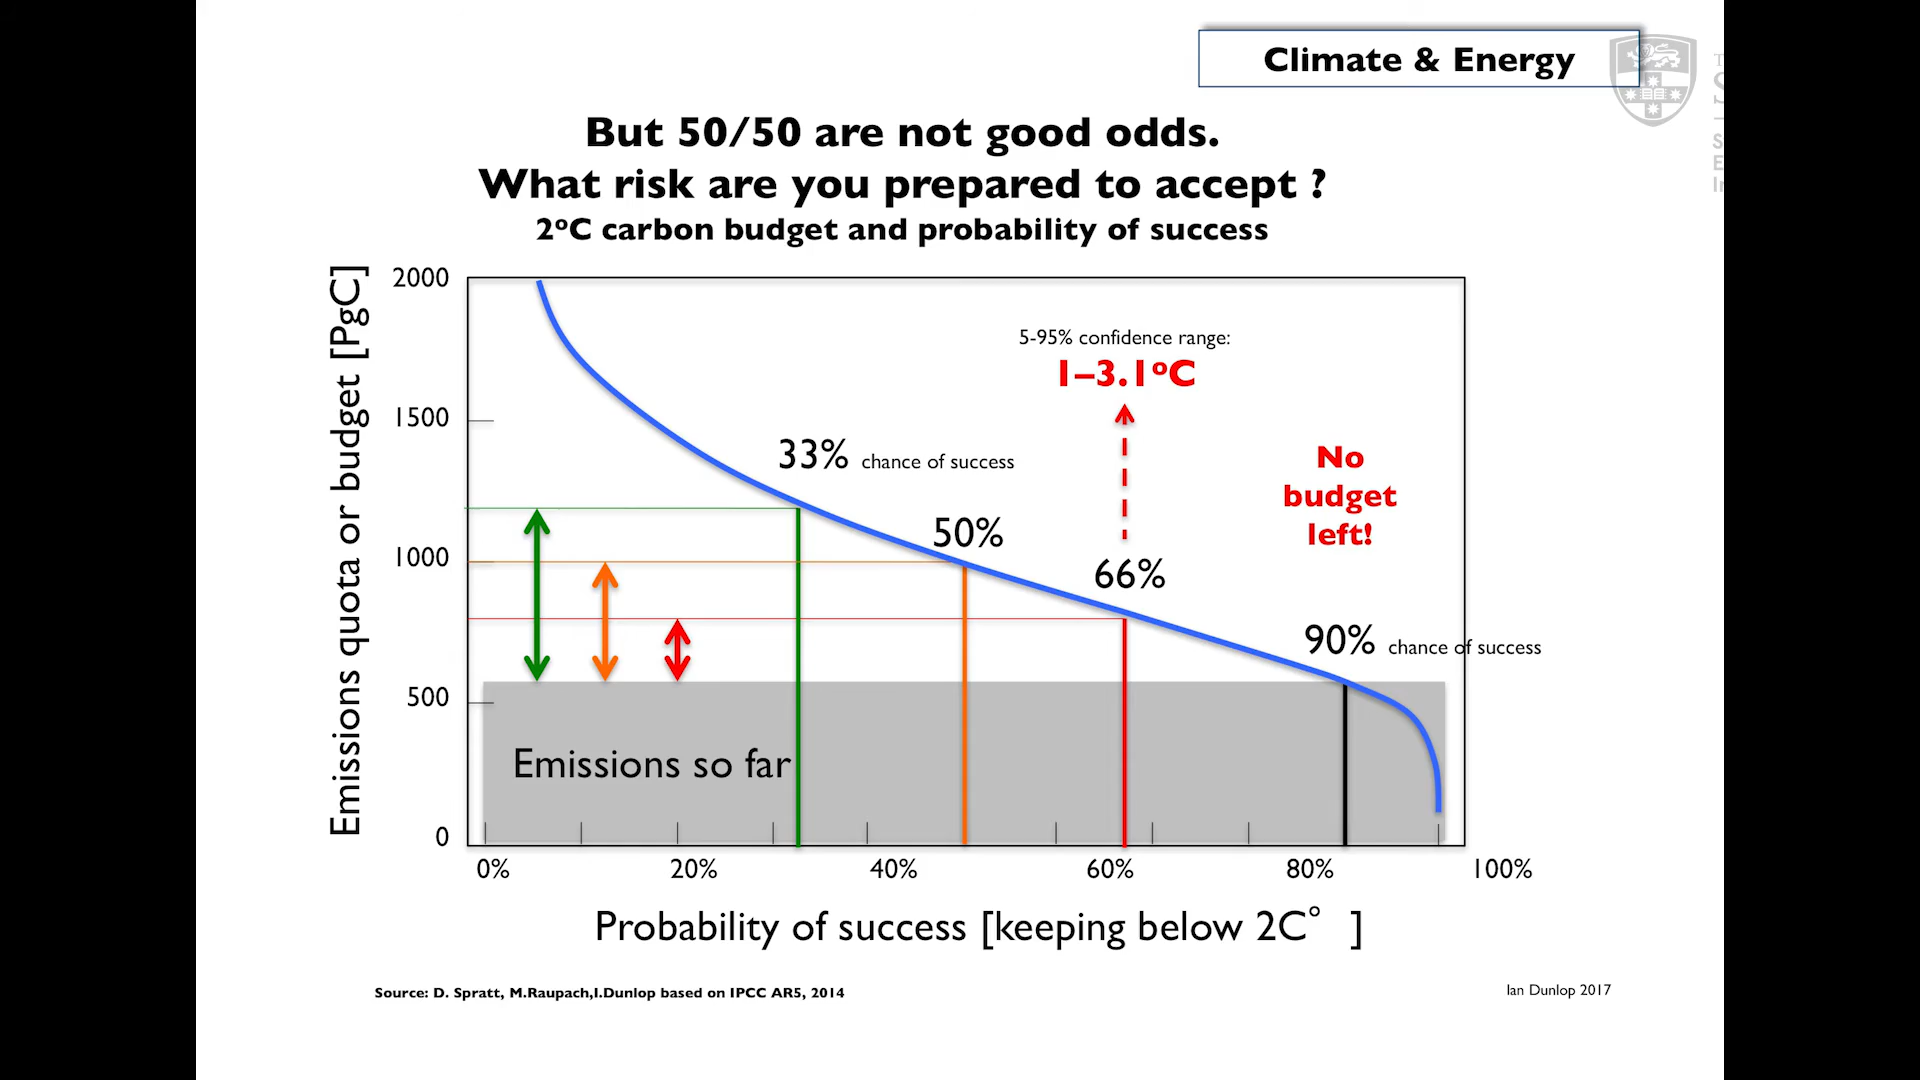 Climate & Energy
But 50/50 are not good odds.
What risk are you prepared to accept ?
2ºC carbon budget and probability of success
Emissions quota or budget [PgC]
2000
1500
1000
500
0
5-95% confidence range:
1–3.1ºC
33% chance of success
50%
66%
No
budget
left!
90% chance of success
Emissions so far
0% 20% 40% 60% 80% 100%
Probability of success [keeping below 2C° ]
Source: D. Spratt, M.Raupach,I.Dunlop based on IPCC AR5, 2014
Ian Dunlop 2017